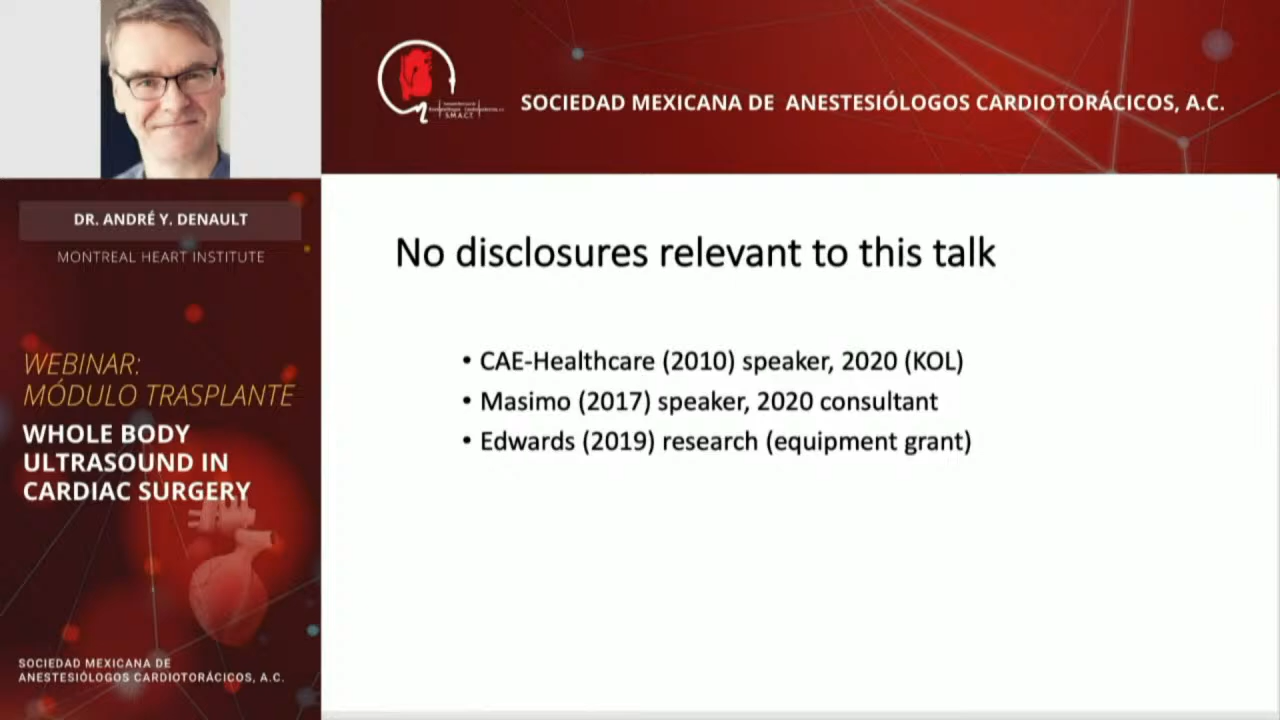 SOCIEDAD MEXICANA DE ANESTESIÓLOGOS CARDIOTORÁCICOS, A.C.
S.M.A.C.T.
DR. ANDRÉ Y. DENAULT
MONTREAL HEART INSTITUTE
WEBINAR:
MÓDULO TRASPLANTE
WHOLE BODY
ULTRASOUND IN
CARDIAC SURGERY
SOCIEDAD MEXICANA DE
ANESTESIÓLOGOS CARDIOTORÁCICOS, A.C.
No disclosures relevant to this talk
• CAE-Healthcare (2010) speaker, 2020 (KOL)
• Masimo (2017) speaker, 2020 consultant
• Edwards (2019) research (equipment grant)